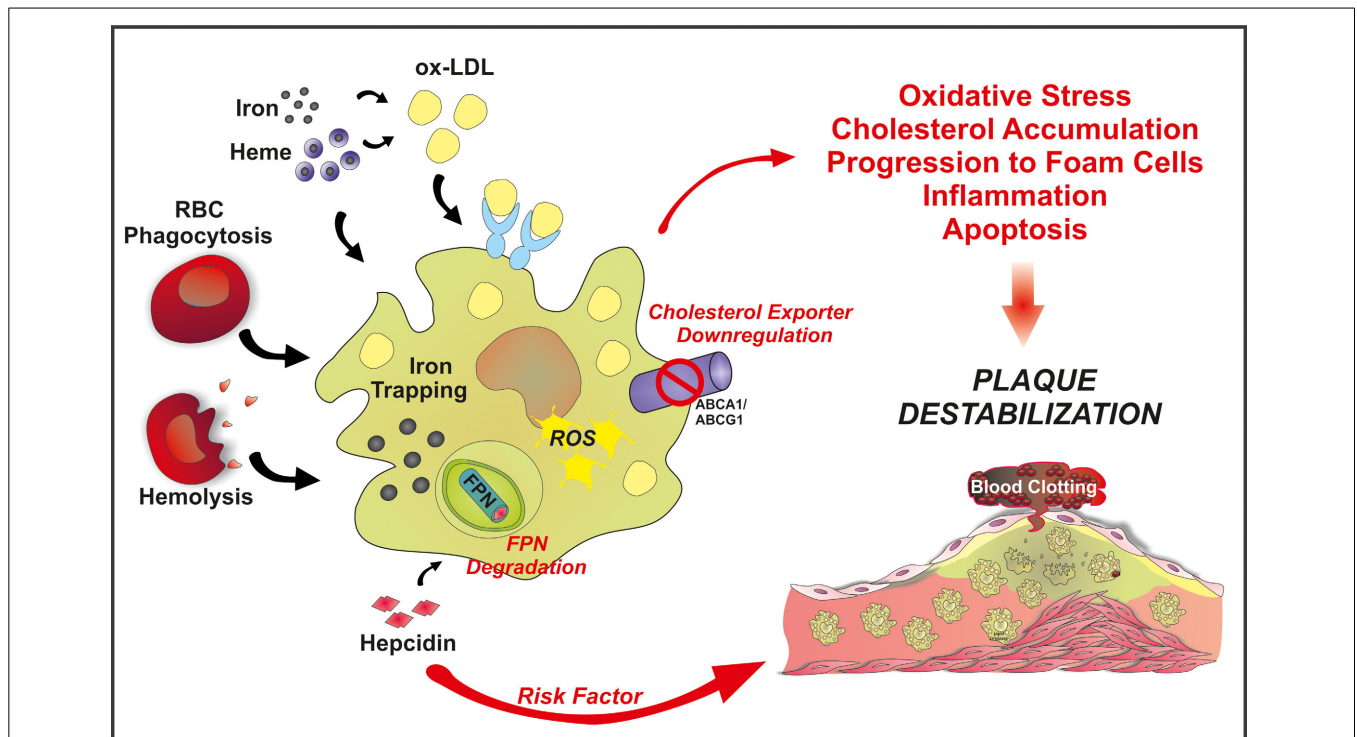 ox-LDL
Iron
Heme
RBC
Phagocytosis
Hemolysis
Iron
Trapping
ROS
FPN
FPN
Degradation
Hepcidin
Cholesterol Exporter
Downregulation
ABCA1/
ABCG1
Oxidative Stress
Cholesterol Accumulation
Progression to Foam Cells
Inflammation
Apoptosis
PLAQUE
DESTABILIZATION
Blood Clotting
Risk Factor